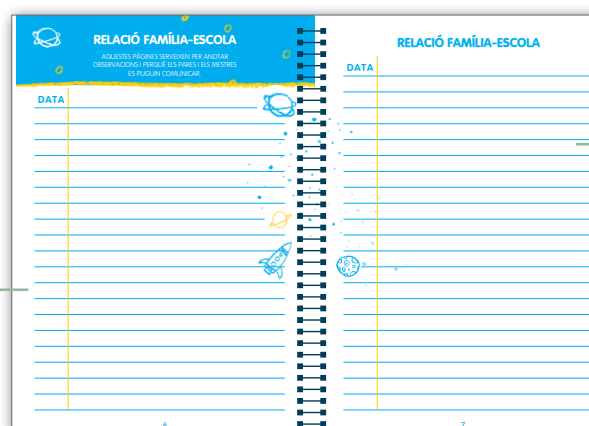 RELACIÓ FAMÍLIA-ESCOLA
AQUESTES PÀGINES SERVEIXEN PER ANOTAR
OBSERVACIONS I PERQUÈ ELS PARES I ELS MESTRES
ES PUGUIN COMUNICAR.
DATA
6
RELACIÓ FAMÍLIA-ESCOLA
DATA
7